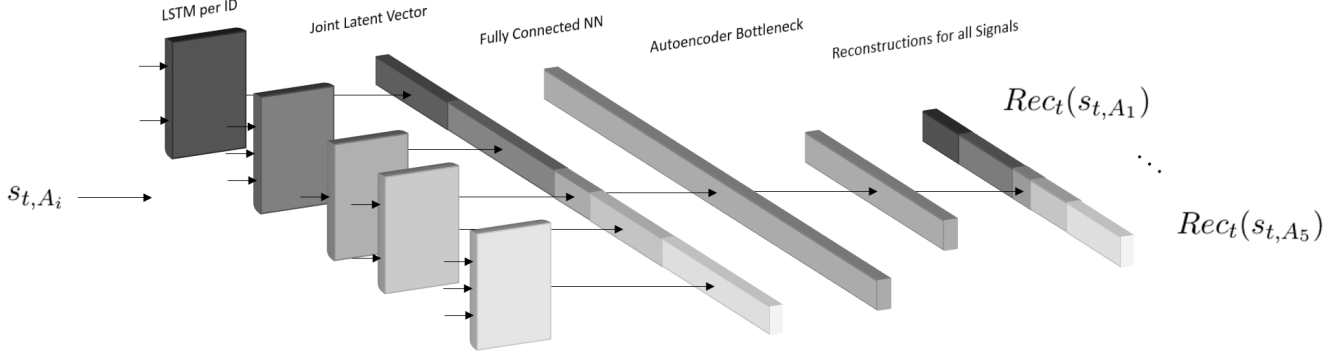 LSTM per ID
Joint Latent Vector
Fully Connected NN
Autoencoder Bottleneck
Reconstructions for all Signals
Rec_t(s_{t,A_1})
⋱
s_{t,A_i}
Rec_t(s_{t,A_5})